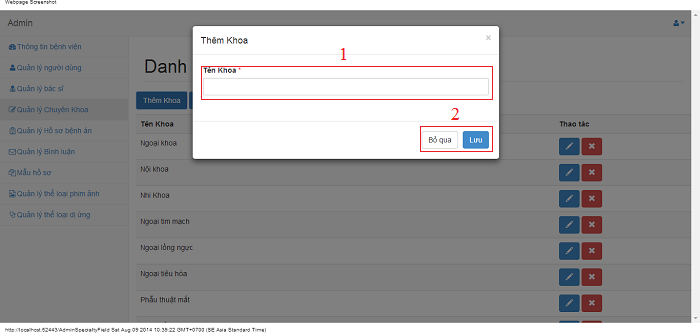 Webpage Screenshot
Admin
Thêm Khoa
×
1
Tên Khoa *
2
Bỏ qua
Lưu
Thông tin bệnh viện
Quản lý người dùng
Quản lý bác sĩ
Quản lý Chuyên Khoa
Quản lý Hồ sơ bệnh án
Quản lý Bình luận
Mẫu hồ sơ
Quản lý thể loại phim ảnh
Quản lý thể loại dị ứng
Danh
Thêm Khoa
Tên Khoa
Thao tác
Ngoại khoa
Nội khoa
Nhi Khoa
Ngoại tim mạch
Ngoại lồng ngực
Ngoại tiêu hóa
Phẫu thuật mắt
http://localhost:52443/AdminSpecialtyField Sat Aug 09 2014 10:39:22 GMT+0700 (SE Asia Standard Time)